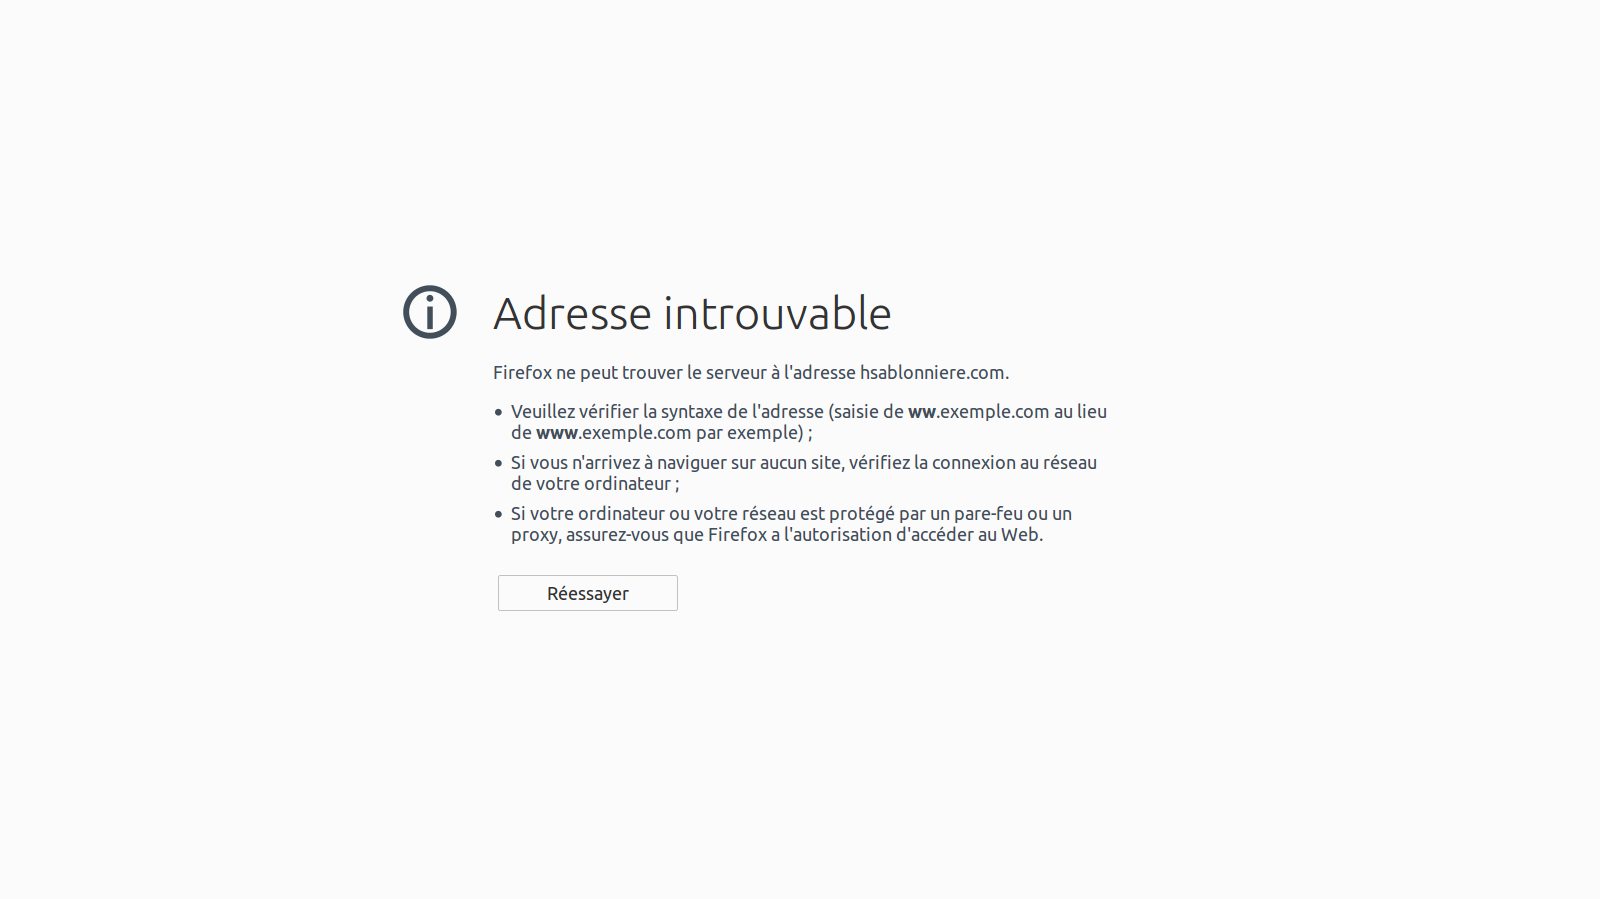 Adresse introuvable
Firefox ne peut trouver le serveur à l'adresse hsablonniere.com.
• Veuillez vérifier la syntaxe de l'adresse (saisie de ww.exemple.com au lieu
de www.exemple.com par exemple) ;
• Si vous n'arrivez à naviguer sur aucun site, vérifiez la connexion au réseau
de votre ordinateur ;
• Si votre ordinateur ou votre réseau est protégé par un pare-feu ou un
proxy, assurez-vous que Firefox a l'autorisation d'accéder au Web.
Réessayer